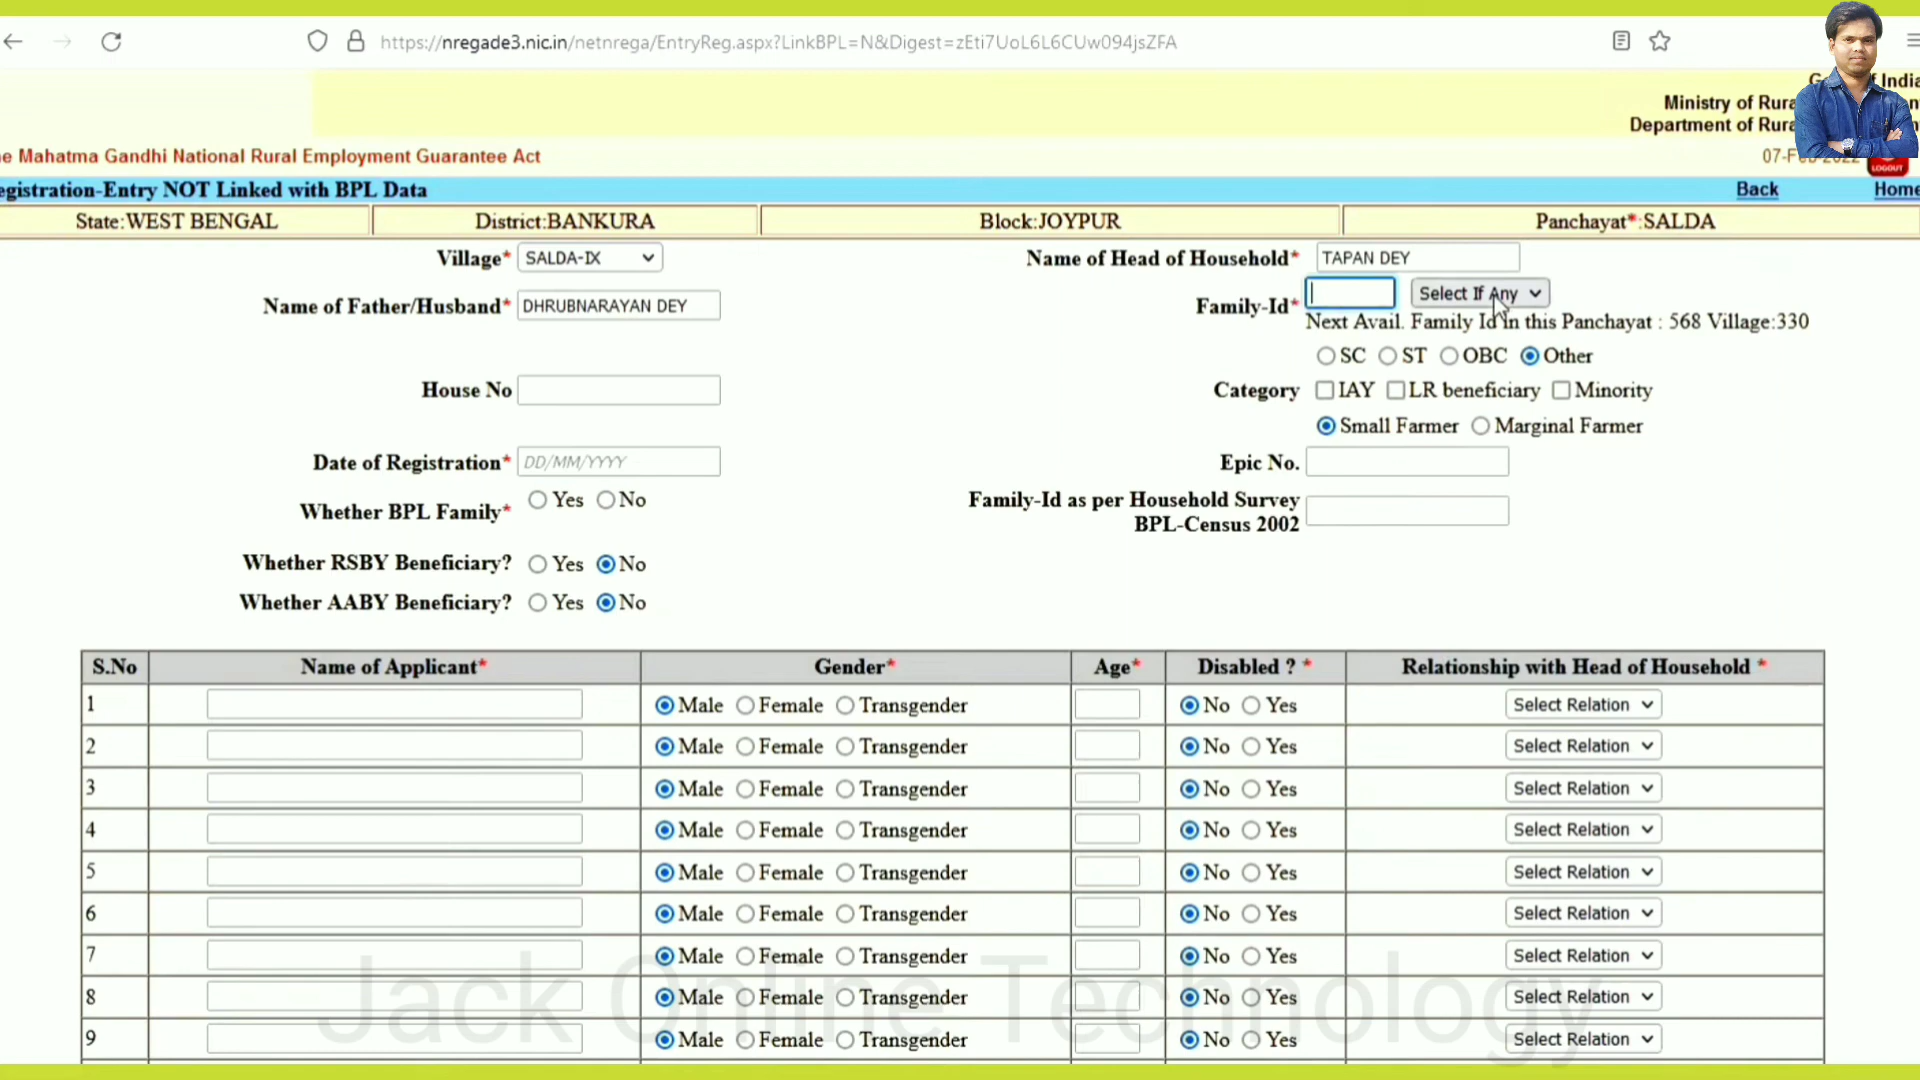 https://nregade3.nic.in/netnrega/EntryReg.aspx?LinkBPL=N&Digest=zEti7UoL6L6CUw094jsZFA
India
Ministry of
Department of
e Mahatma Gandhi National Rural Employment Guarantee Act
LOGOUT
egistration-Entry NOT Linked with BPL Data Back Home
State:WEST BENGAL District:BANKURA Block:JOYPUR Panchayat*:SALDA
Village* SALDA-IX Name of Head of Household* TAPAN DEY
Name of Father/Husband* DHRUBNARAYAN DEY Family-Id* Select If Any
Next Avail. Family Id in this Panchayat : 568 Village:330
SC ST OBC Other
House No Category IAY LR beneficiary Minority
Small Farmer Marginal Farmer
Date of Registration* DD/MM/YYYY Epic No.
Whether BPL Family* Yes No Family-Id as per Household Survey
BPL-Census 2002
Whether RSBY Beneficiary? Yes No
Whether AABY Beneficiary? Yes No
S.No Name of Applicant* Gender* Age* Disabled ? * Relationship with Head of Household *
1 Male Female Transgender No Yes Select Relation
2 Male Female Transgender No Yes Select Relation
3 Male Female Transgender No Yes Select Relation
4 Male Female Transgender No Yes Select Relation
5 Male Female Transgender No Yes Select Relation
6 Male Female Transgender No Yes Select Relation
7 Male Female Transgender No Yes Select Relation
8 Male Female Transgender No Yes Select Relation
9 Male Female Transgender No Yes Select Relation
Jack Online Technology